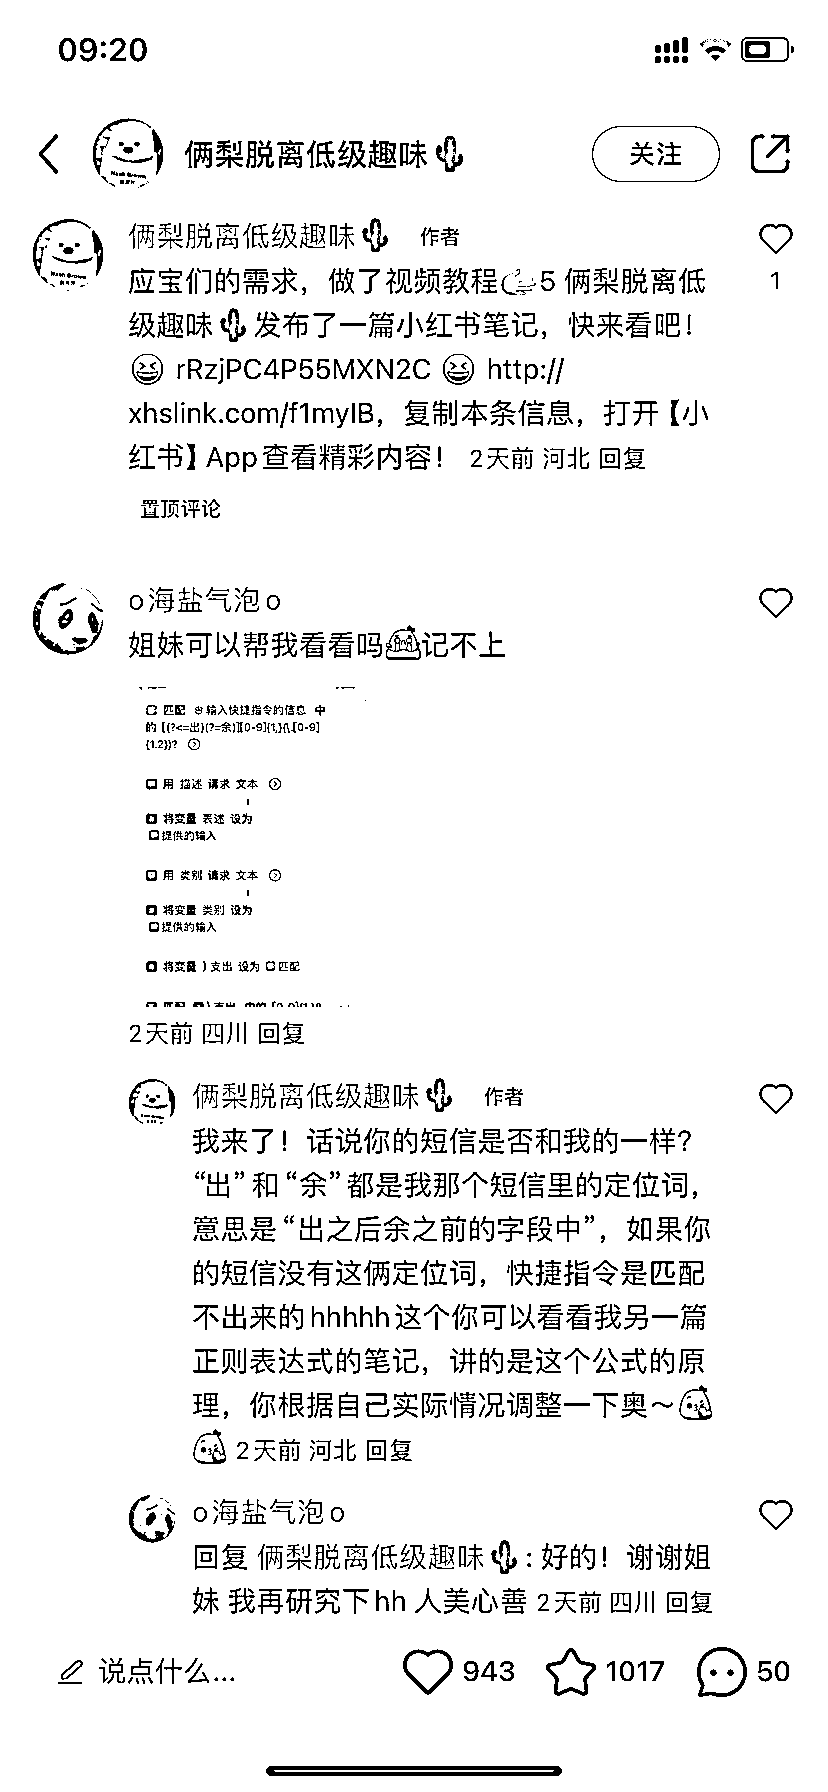 09:20
俩梨脱离低级趣味🌵 关注
俩梨脱离低级趣味🌵 作者
应宝们的需求，做了视频教程👉5 俩梨脱离低
级趣味🌵发布了一篇小红书笔记，快来看吧！
😆 rRzjPC4P55MXN2C 😆 http://
xhslink.com/f1myIB，复制本条信息，打开【小
红书】App查看精彩内容！ 2天前 河北 回复
1
置顶评论
o海盐气泡o
姐妹可以帮我看看吗记不上
匹配 输入快捷指令的信息 中
用 描述 请求 文本
将变量 表述 设为
提供的输入
用 类别 请求 文本
将变量 类别 设为
提供的输入
将变量 支出 设为 匹配
2天前 四川 回复
俩梨脱离低级趣味🌵 作者
我来了！话说你的短信是否和我的一样？
“出”和“余”都是我那个短信里的定位词，
意思是“出之后余之前的字段中”，如果你
的短信没有这俩定位词，快捷指令是匹配
不出来的hhhhh这个你可以看看我另一篇
正则表达式的笔记，讲的是这个公式的原
理，你根据自己实际情况调整一下奥～
2天前 河北 回复
o海盐气泡o
回复 俩梨脱离低级趣味🌵：好的！谢谢姐
妹 我再研究下hh 人美心善 2天前 四川 回复
说点什么... 943 1017 50